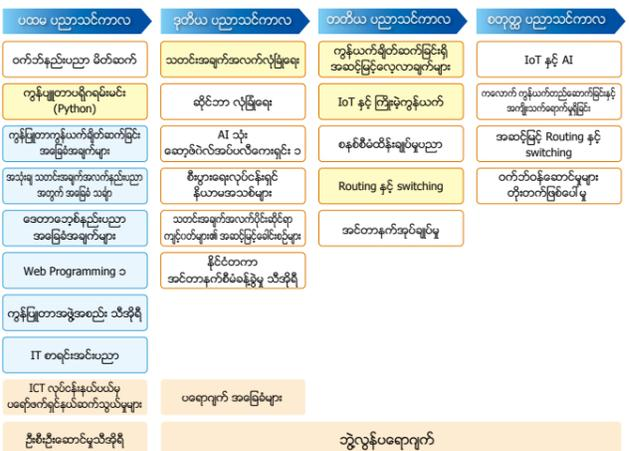 ပထမ ပညာသင်ကာလ
ဝက်ဘ်နည်းပညာ မိတ်ဆက်
ကွန်ပျူတာပရိုဂရမ်းမင်း
(Python)
ကွန်ပြူတာကွန်ယက်ချိတ်ဆက်ခြင်း
အခြေခံအချက်များ
အသုံးချ သတင်းအချက်အလက်နည်းပညာ
အတွက် အခြေခံ သင်္ချာ
ဒေတာဘေ့စ်နည်းပညာ
အခြေခံအချက်များ
Web Programming ၁
ကွန်ပြူတာအဖွဲ့အစည်း သီအိုရီ
IT စာရင်းအင်းပညာ
ICT လုပ်ငန်းနယ်ပယ်မှ
ပရော်ဖက်ရှင်နယ်ဆက်သွယ်မှုများ
ဦးစီးဦးဆောင်မှုသီအိုရီ
ဒုတိယ ပညာသင်ကာလ
သတင်းအချက်အလက်လုံခြုံရေး
ဆိုင်ဘာ လုံခြုံရေး
AI သုံး
ဆော့ဖ်ဝဲလ်အပ်ပလီကေးရှင်း ၁
စီးပွားရေးလုပ်ငန်းရှင်
နိယာမအသစ်များ
သတင်းအချက်အလက်ပိုင်းဆိုင်ရာ
ကျင့်ဝတ်များ၏ အဆင့်မြင့်ခေါင်းစဉ်များ
နိုင်ငံတကာ
အင်တာနက်စီမံခန့်ခွဲမှု သီအိုရီ
ပရောဂျက် အခြေခံများ
တတိယ ပညာသင်ကာလ
ကွန်ယက်ချိတ်ဆက်ခြင်းရှိ
အဆင့်မြင့်လေ့လာချက်များ
IoT နှင့် ကြိုးမဲ့ကွန်ယက်
စနစ်စီမံထိန်းချုပ်မှုပညာ
Routing နှင့် switching
အင်တာနက်အုပ်ချုပ်မှု
စတုတ္ထ ပညာသင်ကာလ
IoT နှင့် AI
ကလောက် ကွန်ယက်တည်ဆောက်ခြင်းနှင့်
အကျိုးသက်ရောက်မှုရှိခြင်း
အဆင့်မြင့် Routing နှင့်
switching
ဝက်ဘ်ဝန်ဆောင်မှုများ
တိုးတက်ဖြစ်ပေါ် မှု
ဘွဲ့လွန်ပရောဂျက်